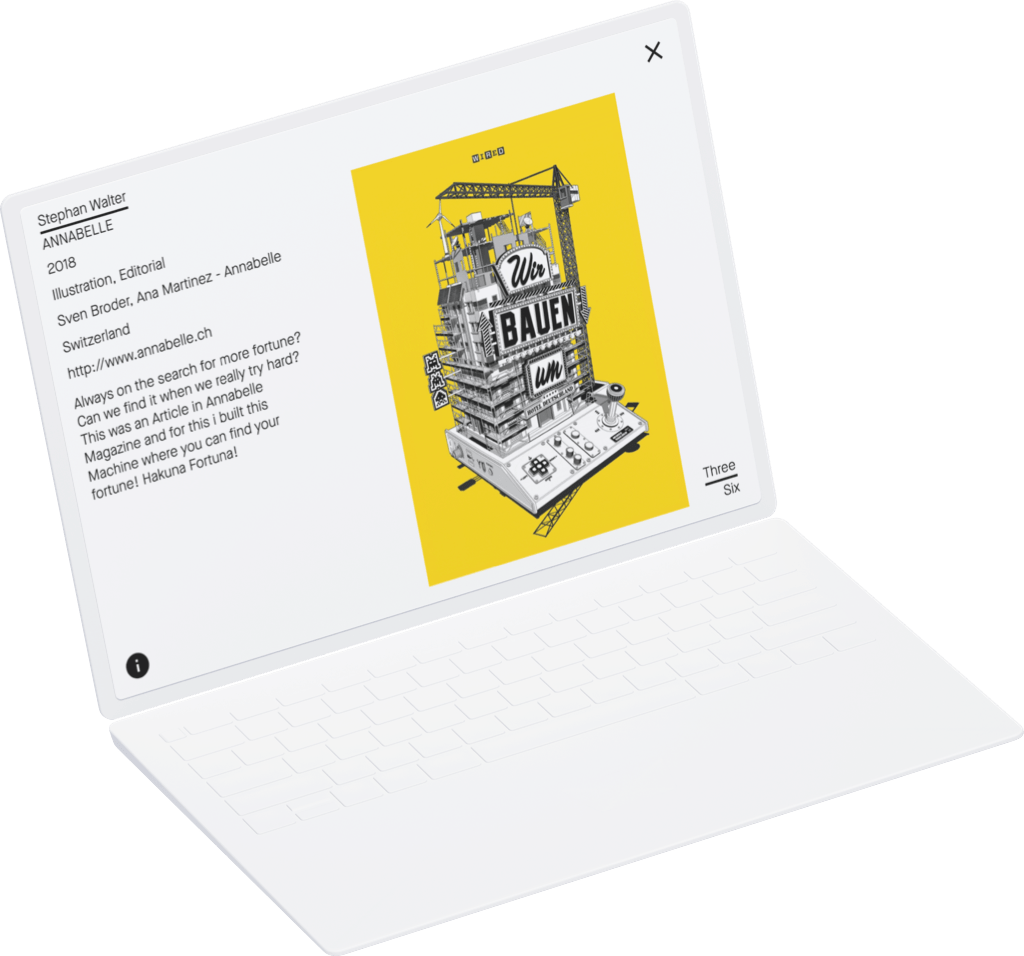 Stephan Walter
ANNABELLE
2018
Illustration, Editorial
Sven Broder, Ana Martinez - Annabelle
Switzerland
http://www.annabelle.ch
Always on the search for more fortune?
Can we find it when we really try hard?
This was an Article in Annabelle
Magazine and for this i built this
Machine where you can find your
fortune! Hakuna Fortuna!
WIRED
Wir
BAUEN
um
HOTEL DEUTSCHLAND
Three
Six
i